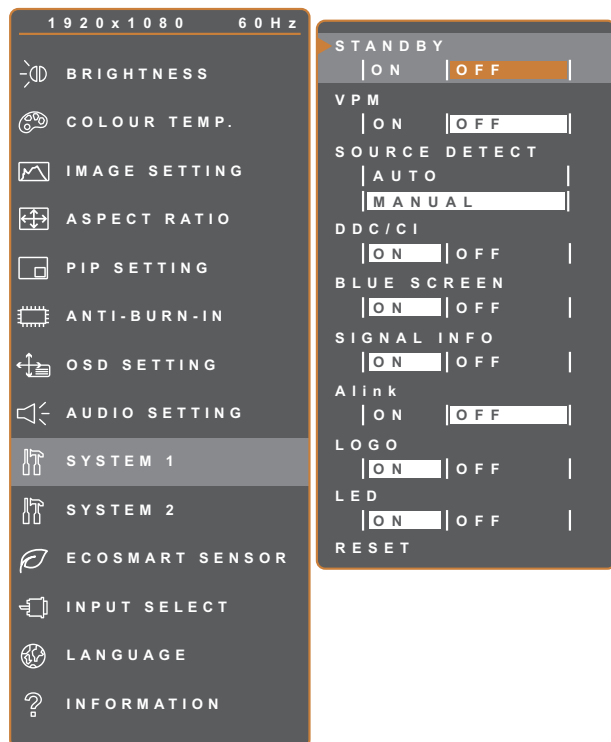 1920x1080 60Hz
BRIGHTNESS
COLOUR TEMP.
IMAGE SETTING
ASPECT RATIO
PIP SETTING
ANTI-BURN-IN
OSD SETTING
AUDIO SETTING
SYSTEM 1
SYSTEM 2
ECOSMART SENSOR
INPUT SELECT
LANGUAGE
INFORMATION
STANDBY
ON OFF
VPM
ON OFF
SOURCE DETECT
AUTO
MANUAL
DDC/CI
ON OFF
BLUE SCREEN
ON OFF
SIGNAL INFO
ON OFF
Alink
ON OFF
LOGO
ON OFF
LED
ON OFF
RESET